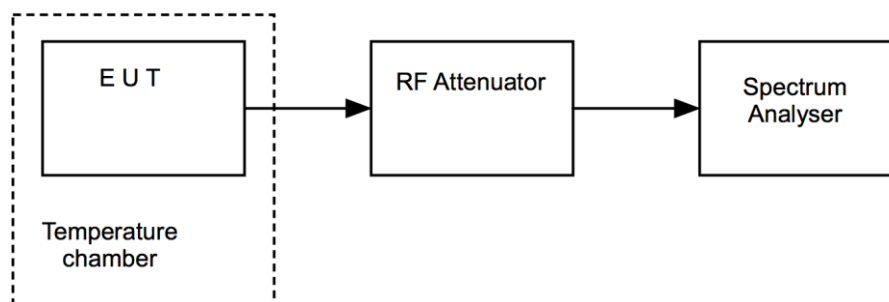 E U T
RF Attenuator
Spectrum
Analyser
Temperature
chamber